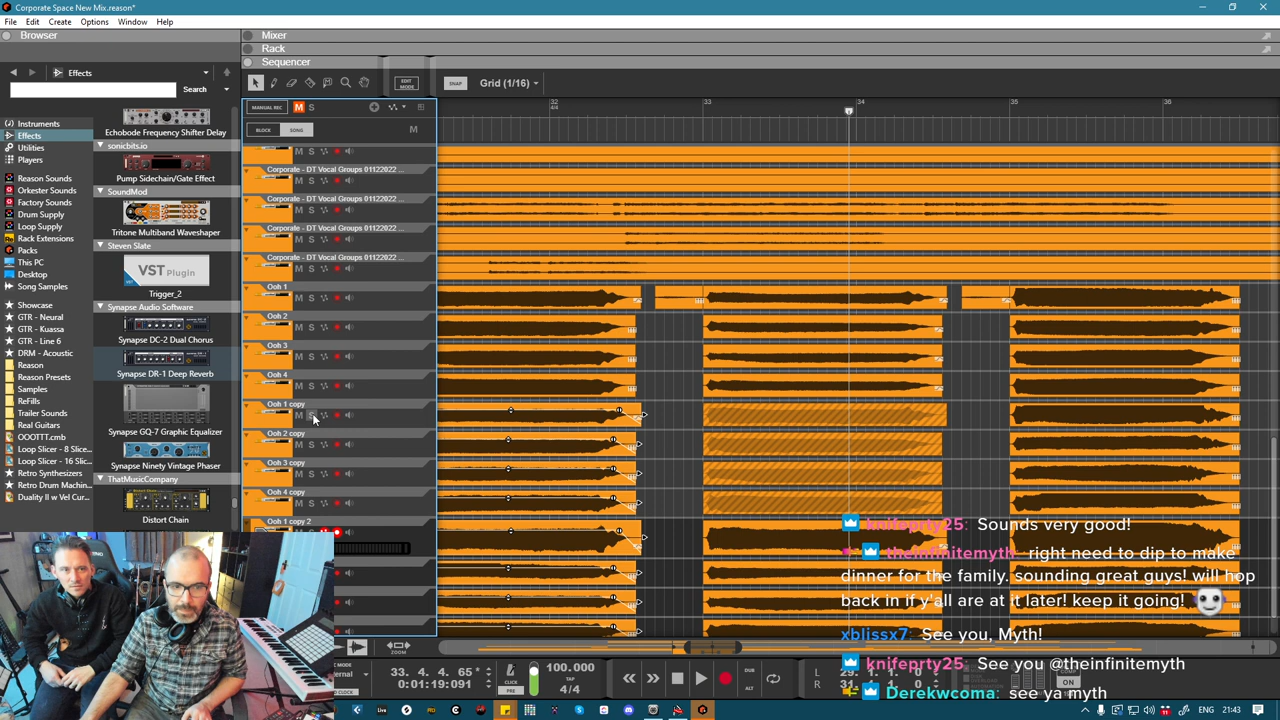 Corporate Space New Mix.reason*
File Edit Create Options Window Help
Browser
Mixer
Rack
Sequencer
Effects
Search
EDIT MODE
SNAP
Grid (1/16)
MANUAL REC M S
BLOCK SONG M
32
4/4
33
34
35
36
Instruments
Effects
Utilities
Players
Reason Sounds
Orkester Sounds
Factory Sounds
Drum Supply
Loop Supply
Rack Extensions
Racks
This PC
Desktop
Song Samples
Showcase
GTR - Neural
GTR - Kuassa
GTR - Line 6
DRM - Acoustic
Reason
Reason Presets
Samples
ReFills
Trailer Sounds
Real Guitars
OOOTTT.cmb
Loop Slicer - 8 Slice...
Loop Slicer - 16 Slic...
Retro Synthesizers
Retro Drum Machin...
Duality II w Vel Cur...
Echobode Frequency Shifter Delay
sonicbits.io
Pump Sidechain/Gate Effect
SoundMod
Tritone Multiband Waveshaper
Steven Slate
VST Plugin
Trigger_2
Synapse Audio Software
Synapse DC-2 Dual Chorus
Synapse DR-1 Deep Reverb
Synapse GQ-7 Graphic Equalizer
Synapse Ninety Vintage Phaser
ThatMusicCompany
Distort Chain
M S
Corporate - DT Vocal Groups 01122022 ...
M S
Corporate - DT Vocal Groups 01122022 ...
M S
Corporate - DT Vocal Groups 01122022 ...
M S
Corporate - DT Vocal Groups 01122022 ...
M S
Ooh 1
M S
Ooh 2
M S
Ooh 3
M S
Ooh 4
M S
Ooh 1 copy
M S
Ooh 2 copy
M S
Ooh 3 copy
M S
Ooh 4 copy
M S
Ooh 1 copy 2
knifeprty25: Sounds very good!
theinfinitemyth: right need to dip to make
dinner for the family. sounding great guys! will hop
back in if y'all are at it later! keep it going!
xblissx7: See you, Myth!
knifeprty25 See you @theinfinitemyth
Derekwcoma: see ya myth
ZOOM
33. 4. 4. 65
0:01:19:091
CLICK
PRE
100.000
TAP
4/4
DUB
ALT
L
R
ON
ENG
21:43